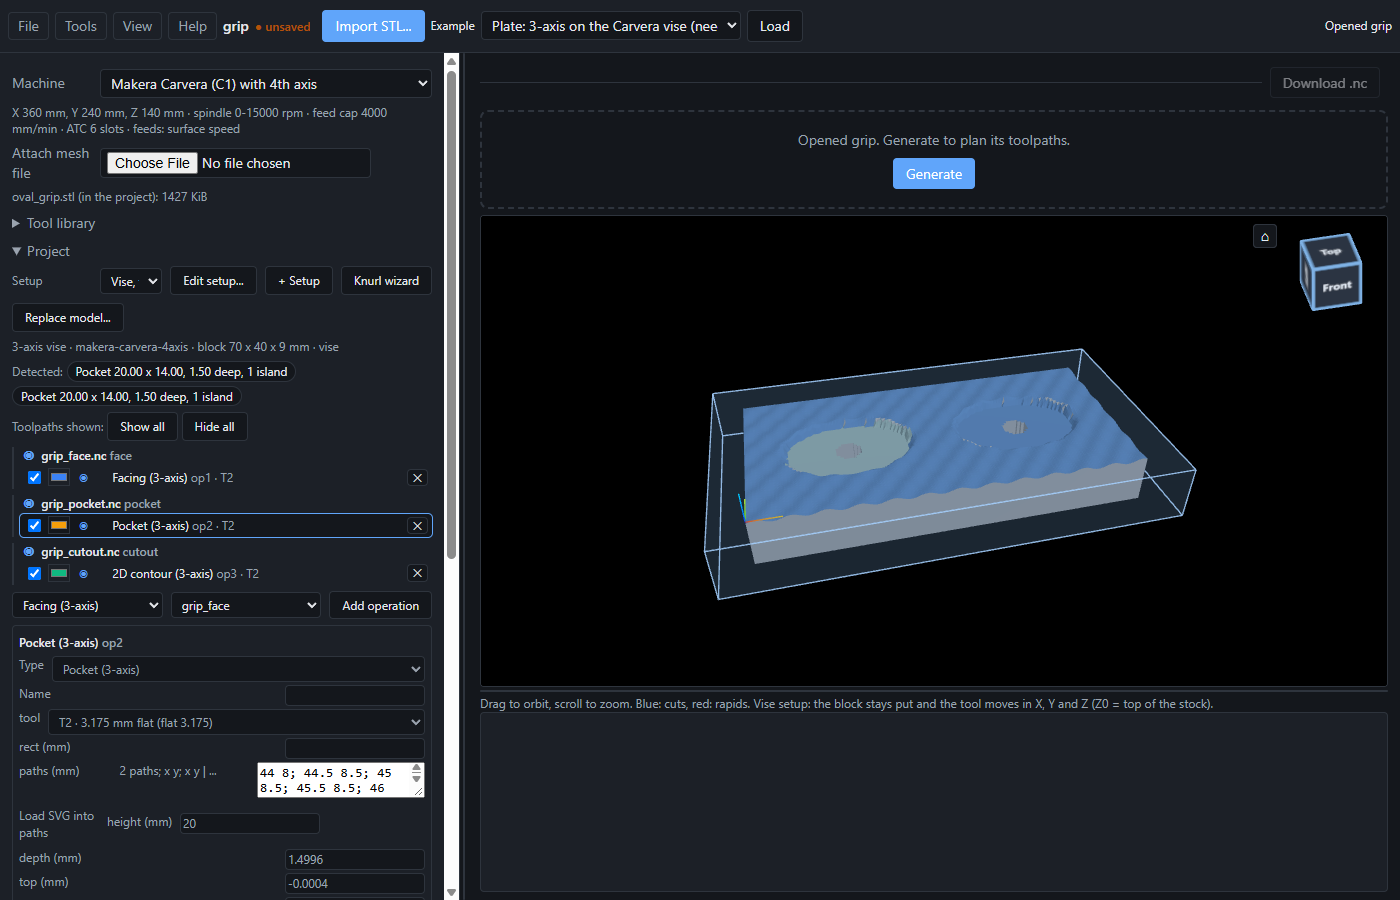 File Tools View Help grip • unsaved Import STL... Example Plate: 3-axis on the Carvera vise (nee Load Opened grip
Machine Makera Carvera (C1) with 4th axis
X 360 mm, Y 240 mm, Z 140 mm · spindle 0-15000 rpm · feed cap 4000
mm/min · ATC 6 slots · feeds: surface speed
Attach mesh
file
Choose File No file chosen
oval_grip.stl (in the project): 1427 KiB
Tool library
Project
Setup Vise, Edit setup... + Setup Knurl wizard
Replace model...
3-axis vise · makera-carvera-4axis · block 70 x 40 x 9 mm · vise
Detected: Pocket 20.00 x 14.00, 1.50 deep, 1 island
Pocket 20.00 x 14.00, 1.50 deep, 1 island
Toolpaths shown: Show all Hide all
grip_face.nc face
Facing (3-axis) op1 · T2
grip_pocket.nc pocket
Pocket (3-axis) op2 · T2
grip_cutout.nc cutout
2D contour (3-axis) op3 · T2
Facing (3-axis) grip_face Add operation
Pocket (3-axis) op2
Type Pocket (3-axis)
Name
tool T2 · 3.175 mm flat (flat 3.175)
rect (mm)
paths (mm) 2 paths; x y; x y | ... 44 8; 44.5 8.5; 45
8.5; 45.5 8.5; 46
Load SVG into
paths
height (mm) 20
depth (mm) 1.4996
top (mm) -0.0004
Download .nc
Opened grip. Generate to plan its toolpaths.
Generate
Top
Front
Drag to orbit, scroll to zoom. Blue: cuts, red: rapids. Vise setup: the block stays put and the tool moves in X, Y and Z (Z0 = top of the stock).